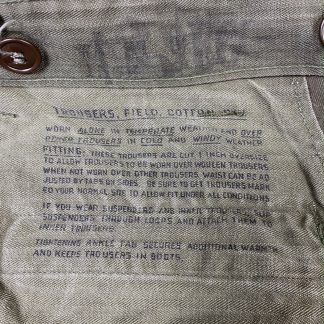 TROUSERS, FIELD, COTTON, OD
WORN ALONE IN TEMPERATE WEATHER AND OVER
OTHER TROUSERS IN COLD AND WINDY WEATHER
FITTING: THESE TROUSERS ARE CUT 1 INCH OVERSIZE
TO ALLOW TROUSERS TO BE WORN OVER WOOLEN TROUSERS.
WHEN NOT WORN OVER OTHER TROUSERS, WAIST CAN BE AD
JUSTED BY TAPES ON SIDES. BE SURE TO GET TROUSERS MARK
ED YOUR NORMAL SIZE TO ALLOW FIT UNDER ALL CONDITIONS
IF YOU WEAR SUSPENDERS AND INNER TROUSERS, SLIP
SUSPENDERS THROUGH LOOPS AND ATTACH THEM TO
INNER TROUSERS.
TIGHTENING ANKLE TAB SECURES ADDITIONAL WARMTH
AND KEEPS TROUSERS IN BOOTS.